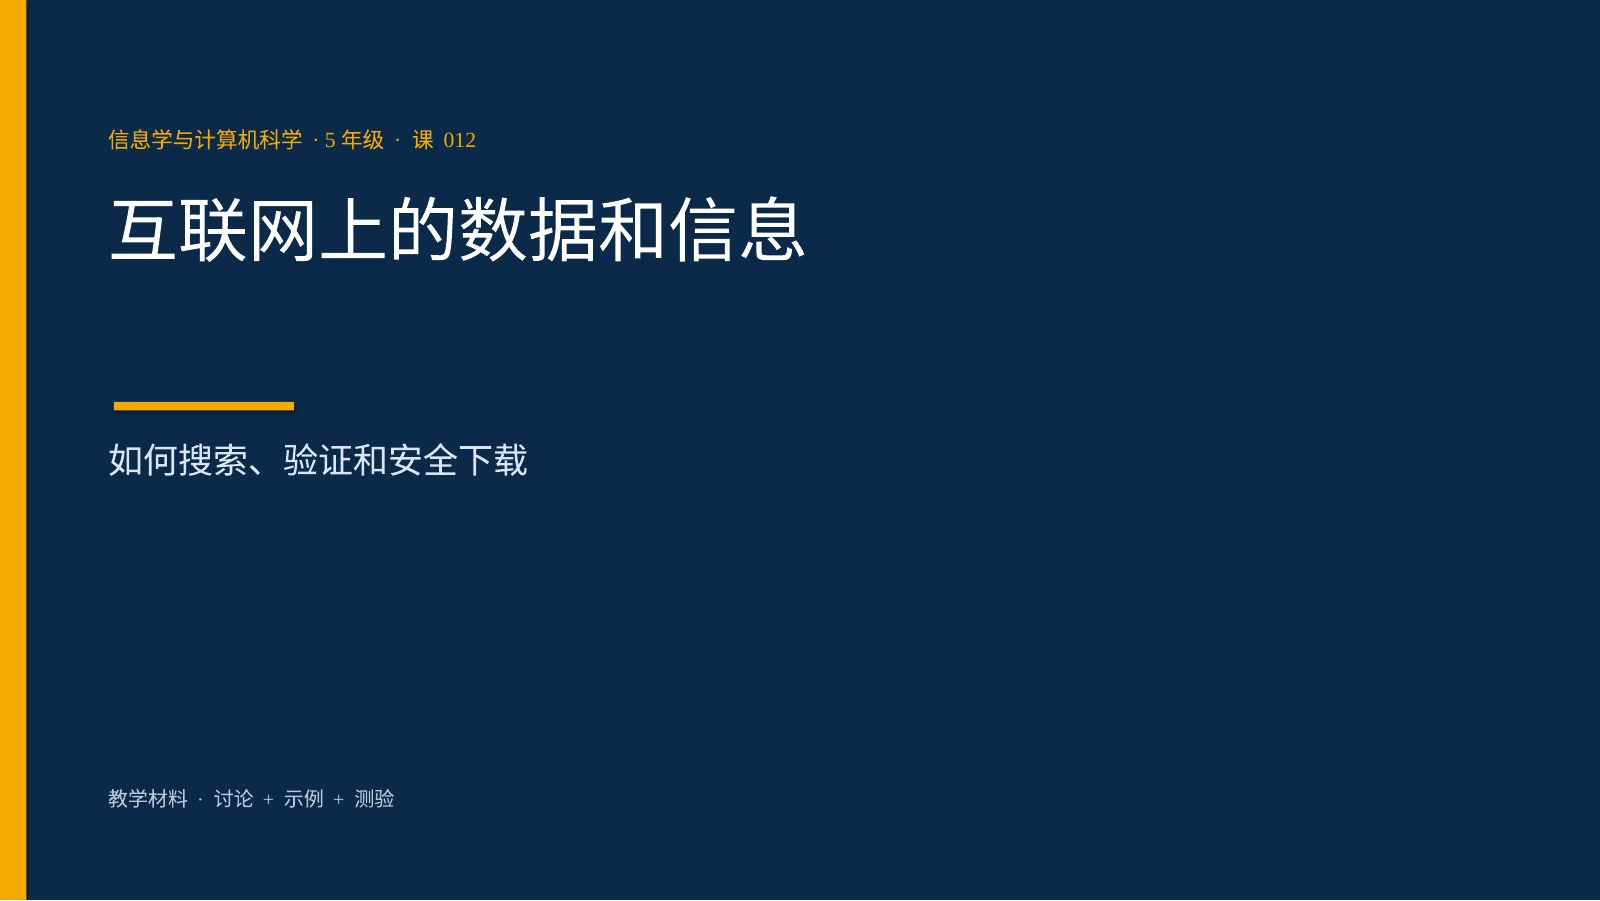 信息学与计算机科学 · 5 年级 · 课 012
互联网上的数据和信息
如何搜索、验证和安全下载
教学材料 · 讨论 + 示例 + 测验